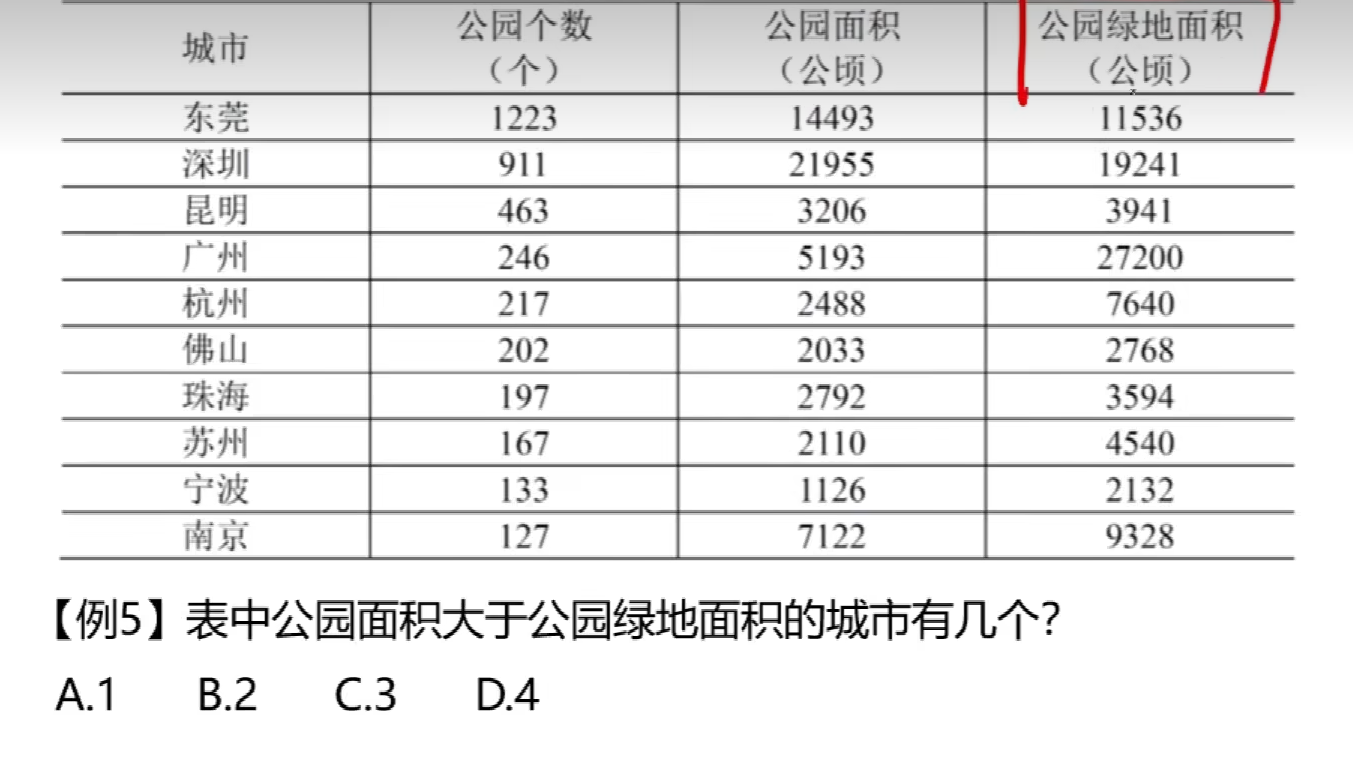 城市 公园个数（个） 公园面积（公顷） 公园绿地面积（公顷）
东莞 1223 14493 11536
深圳 911 21955 19241
昆明 463 3206 3941
广州 246 5193 27200
杭州 217 2488 7640
佛山 202 2033 2768
珠海 197 2792 3594
苏州 167 2110 4540
宁波 133 1126 2132
南京 127 7122 9328
【例5】表中公园面积大于公园绿地面积的城市有几个？
A.1 B.2 C.3 D.4